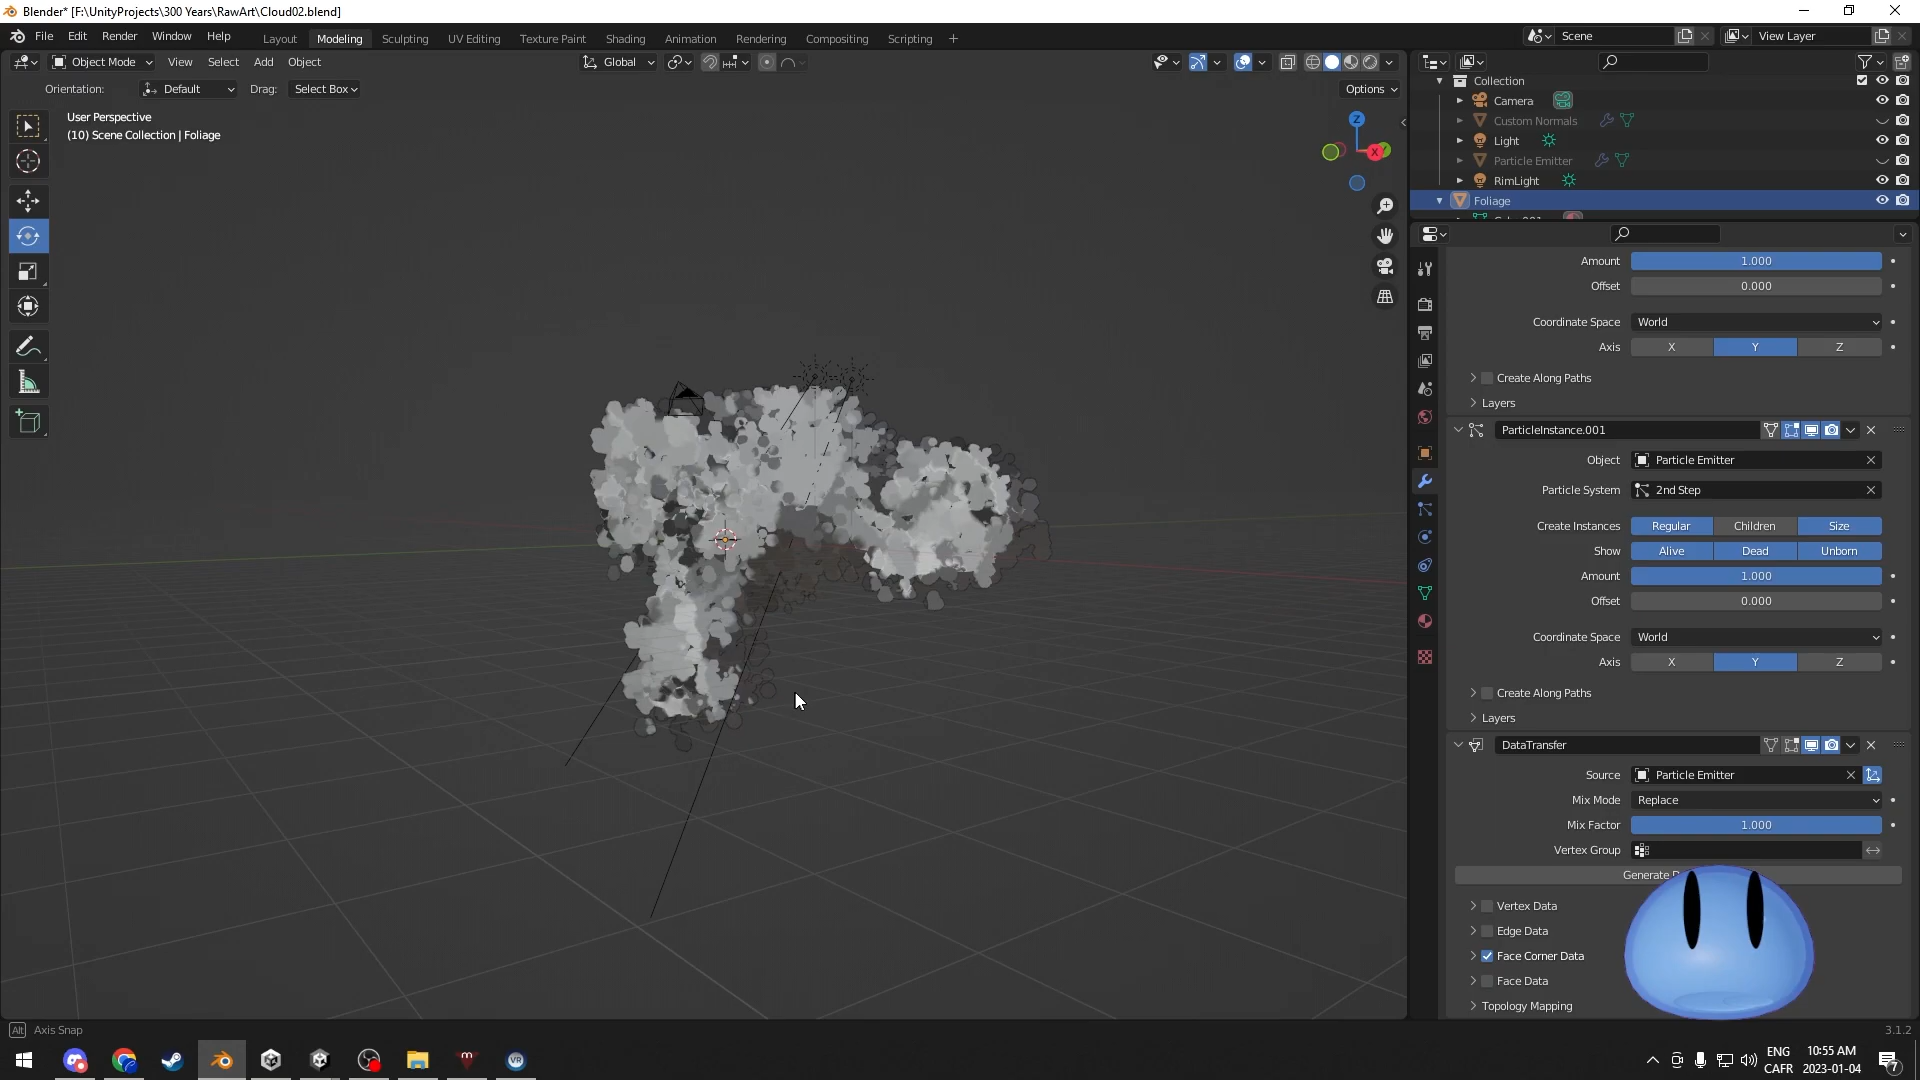 Blender* [F:\UnityProjects\300 Years\RawArt\Cloud02.blend]
File Edit Render Window Help Layout Modeling Sculpting UV Editing Texture Paint Shading Animation Rendering Compositing Scripting Scene View Layer
Object Mode View Select Add Object Global
Orientation: Default Drag: Select Box Options
User Perspective
(10) Scene Collection | Foliage
Z
X
Y
Collection
Camera
Custom Normals
Light
Particle Emitter
RimLight
Foliage
Amount 1.000
Offset 0.000
Coordinate Space World
Axis X Y Z
Create Along Paths
Layers
ParticleInstance.001
Object Particle Emitter
Particle System 2nd Step
Create Instances Regular Children Size
Show Alive Dead Unborn
Amount 1.000
Offset 0.000
Coordinate Space World
Axis X Y Z
Create Along Paths
Layers
DataTransfer
Source Particle Emitter
Mix Mode Replace
Mix Factor 1.000
Vertex Group
Generate
Vertex Data
Edge Data
Face Corner Data
Face Data
Topology Mapping
Alt Axis Snap
3.1.2
ENG
CAFR
10:55 AM
2023-01-04
7